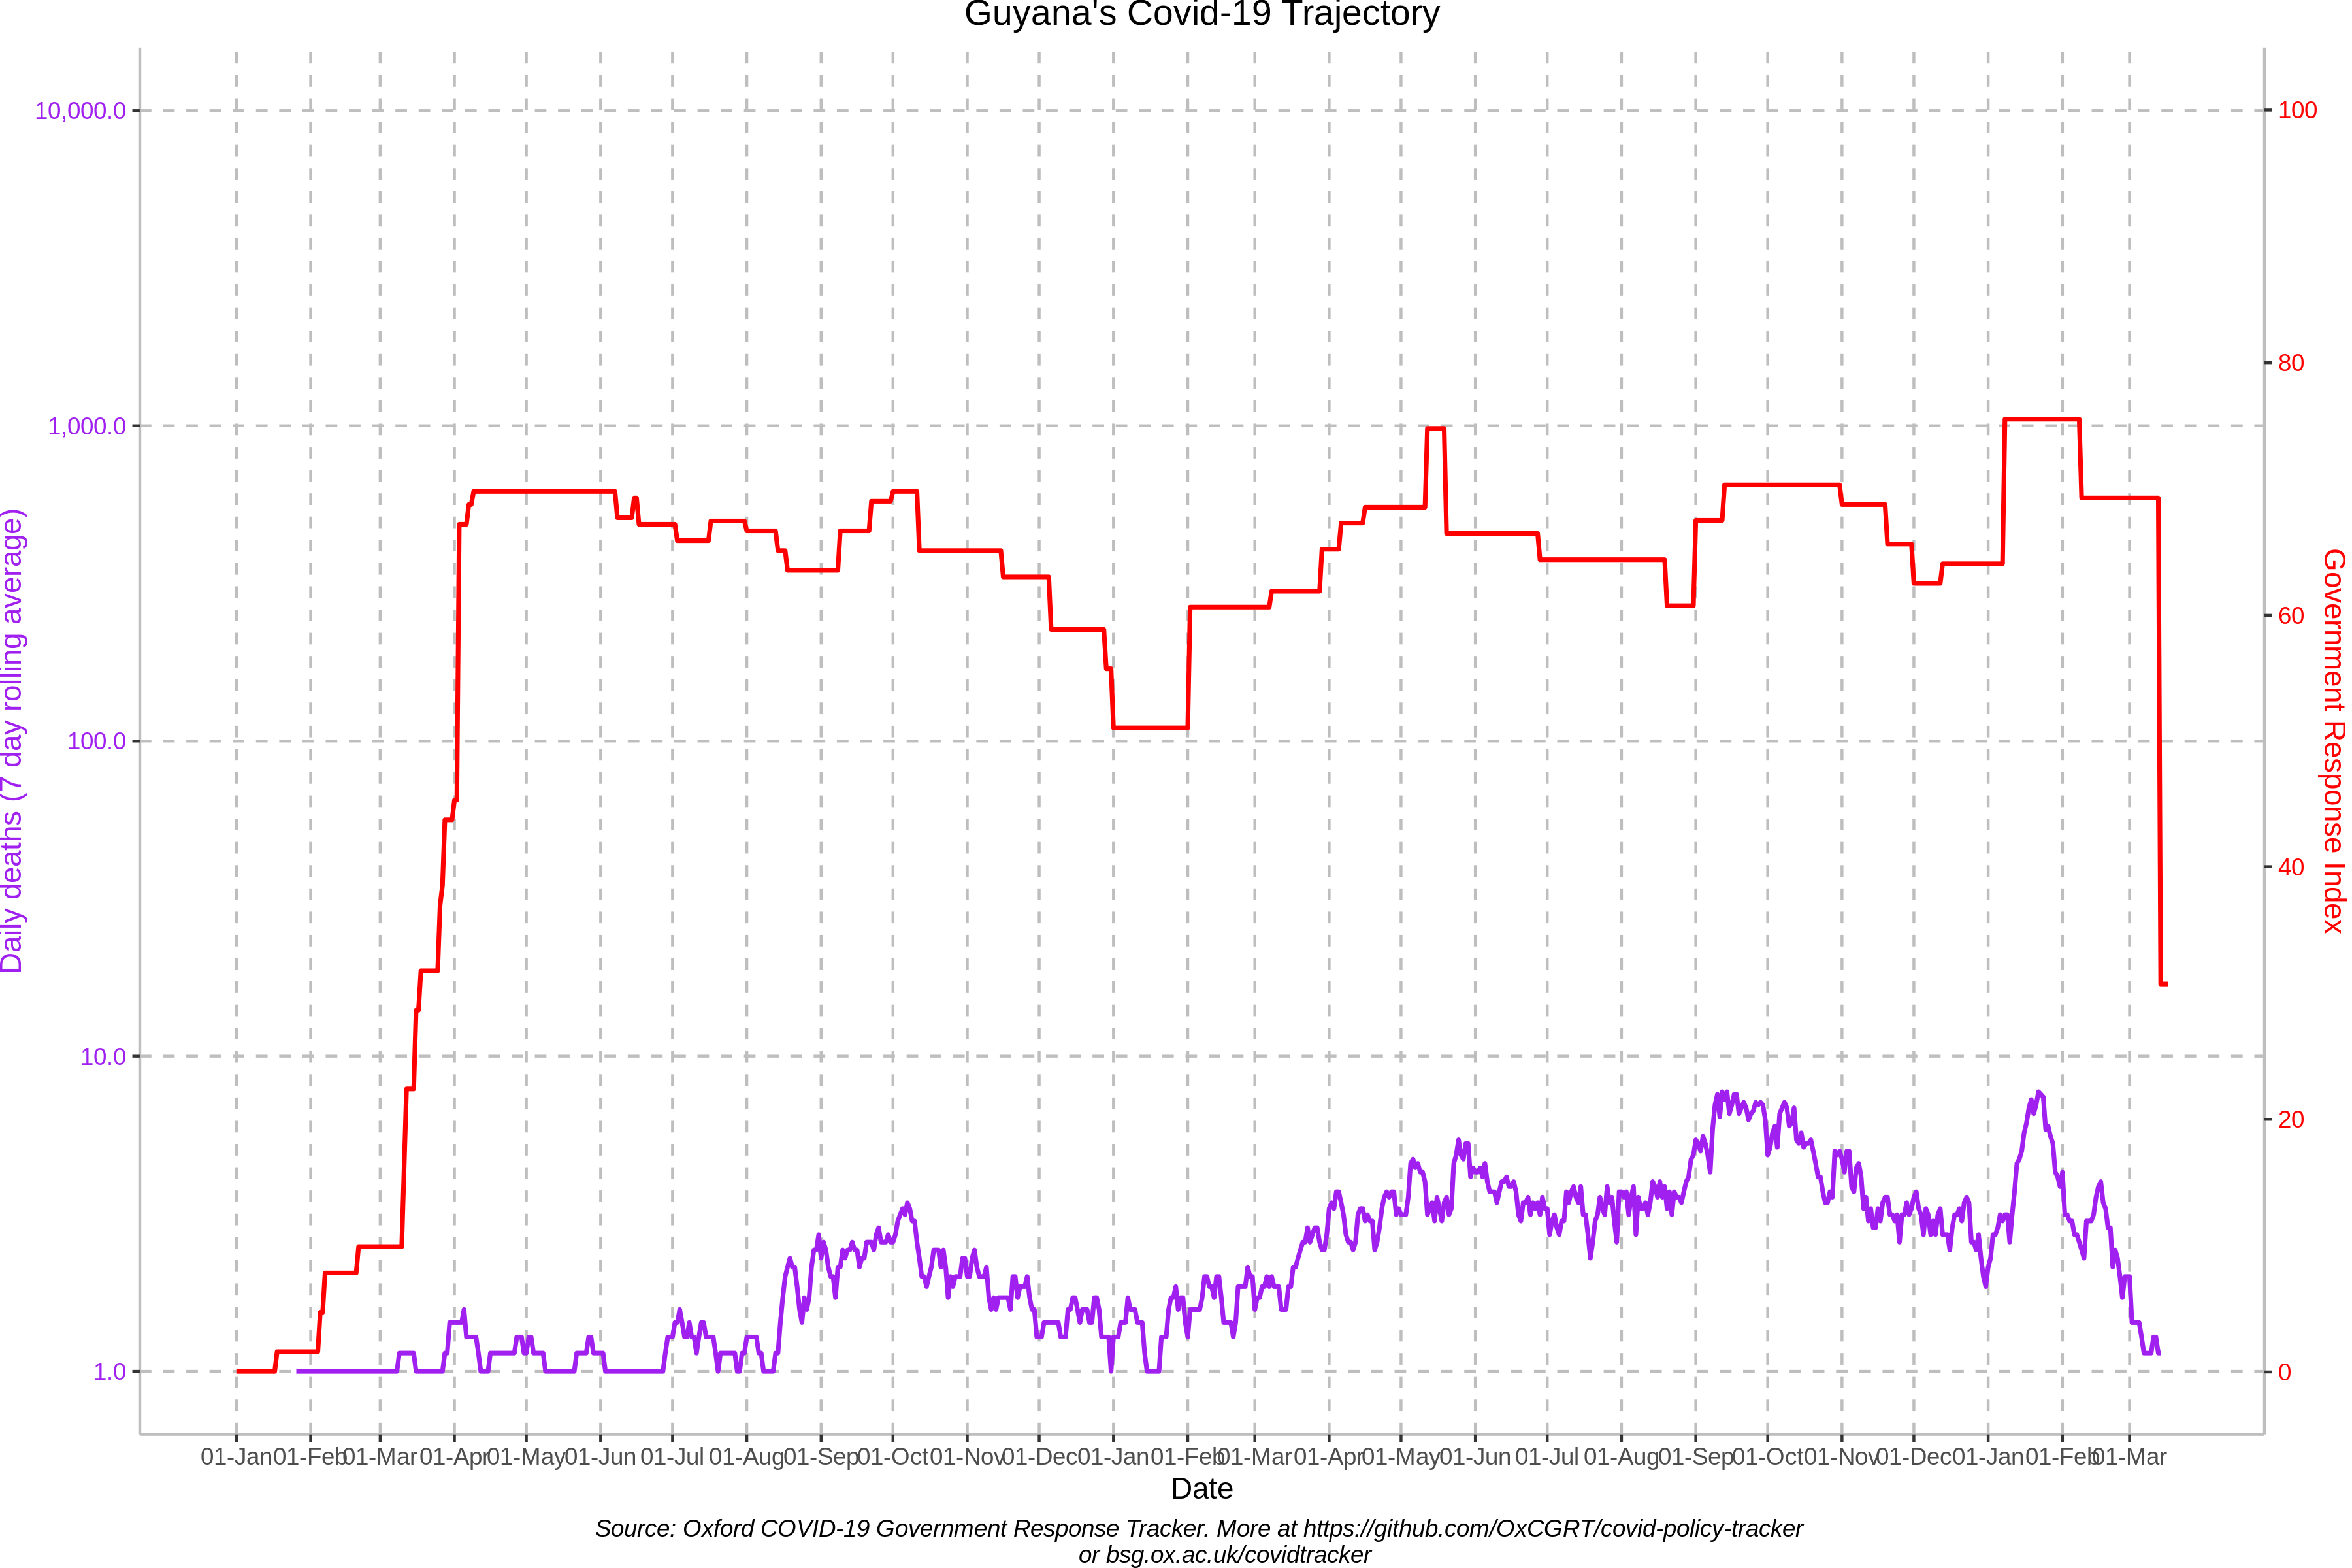 Guyana's Covid-19 Trajectory
Daily deaths (7 day rolling average)
10,000.0
1,000.0
100.0
10.0
1.0
100
80
60
40
20
0
Government Response Index
01-Jan 01-Feb 01-Mar 01-Apr 01-May 01-Jun 01-Jul 01-Aug 01-Sep 01-Oct 01-Nov 01-Dec 01-Jan 01-Feb 01-Mar 01-Apr 01-May 01-Jun 01-Jul 01-Aug 01-Sep 01-Oct 01-Nov 01-Dec 01-Jan 01-Feb 01-Mar
Date
Source: Oxford COVID-19 Government Response Tracker. More at https://github.com/OxCGRT/covid-policy-tracker
or bsg.ox.ac.uk/covidtracker